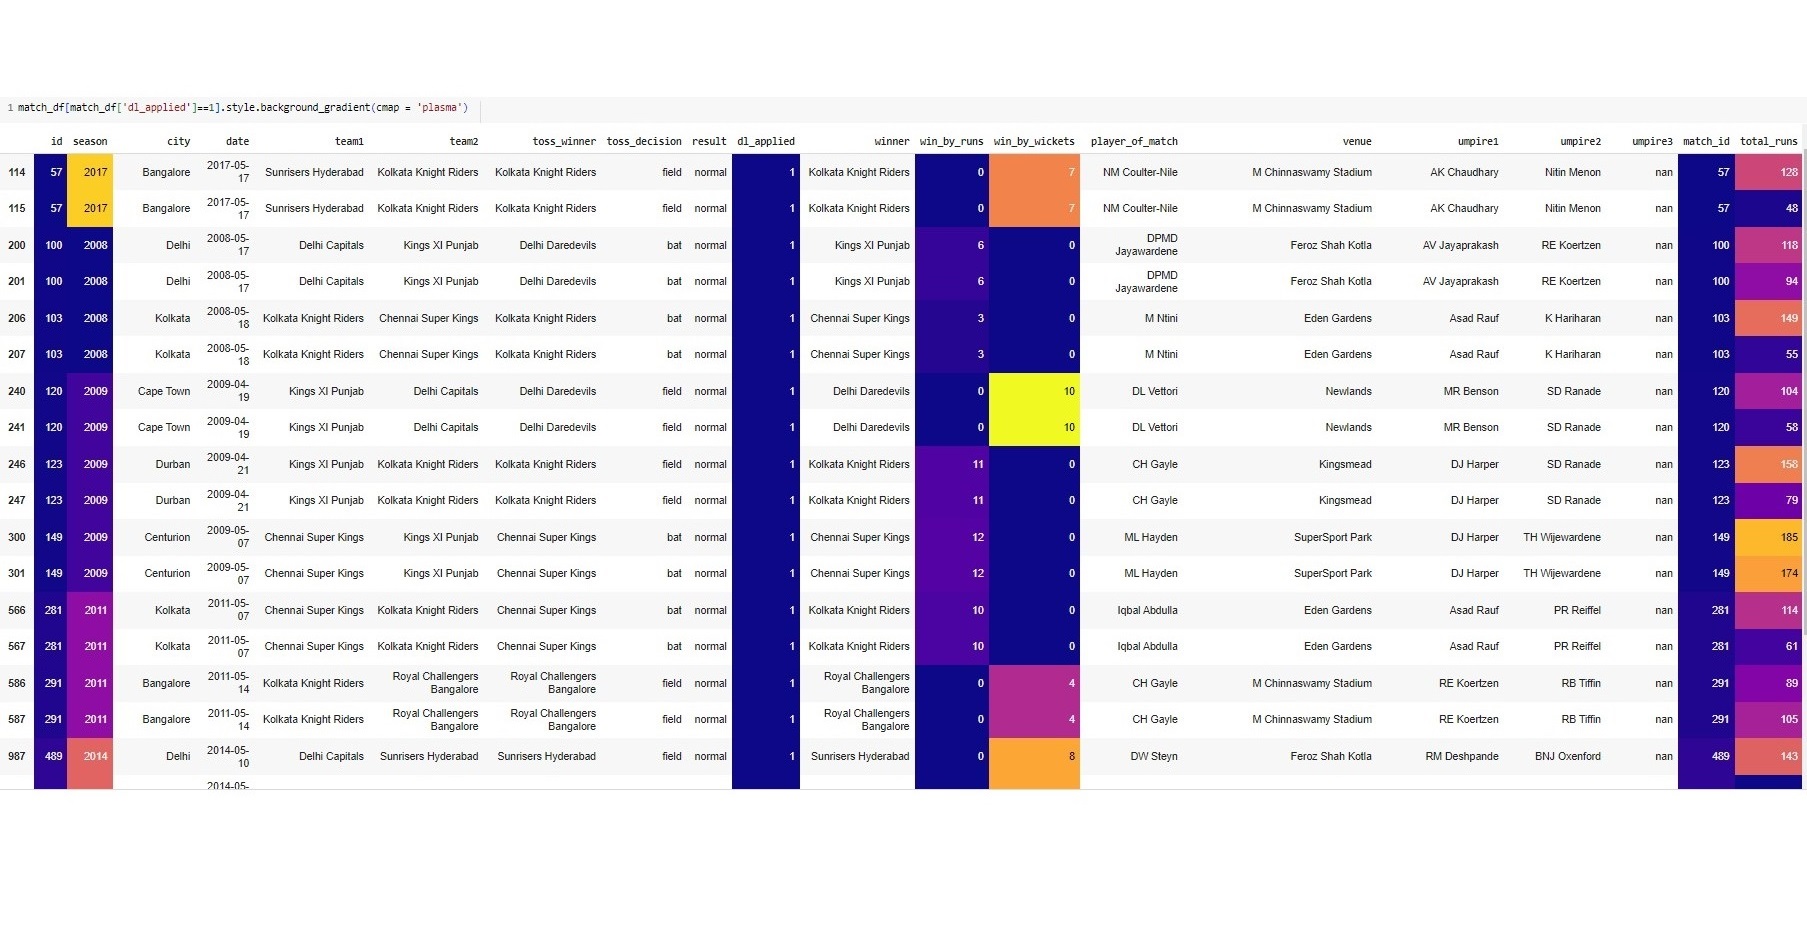 1 match_df[match_df['dl_applied']==1].style.background_gradient(cmap = 'plasma')
id season city date team1 team2 toss_winner toss_decision result dl_applied winner win_by_runs win_by_wickets player_of_match venue umpire1 umpire2 umpire3 match_id total_runs
114 57 2017 Bangalore 2017-05-17 Sunrisers Hyderabad Kolkata Knight Riders Kolkata Knight Riders field normal 1 Kolkata Knight Riders 0 7 NM Coulter-Nile M Chinnaswamy Stadium AK Chaudhary Nitin Menon nan 57 128
115 57 2017 Bangalore 2017-05-17 Sunrisers Hyderabad Kolkata Knight Riders Kolkata Knight Riders field normal 1 Kolkata Knight Riders 0 7 NM Coulter-Nile M Chinnaswamy Stadium AK Chaudhary Nitin Menon nan 57 48
200 100 2008 Delhi 2008-05-17 Delhi Capitals Kings XI Punjab Delhi Daredevils bat normal 1 Kings XI Punjab 6 0 DPMD Jayawardene Feroz Shah Kotla AV Jayaprakash RE Koertzen nan 100 118
201 100 2008 Delhi 2008-05-17 Delhi Capitals Kings XI Punjab Delhi Daredevils bat normal 1 Kings XI Punjab 6 0 DPMD Jayawardene Feroz Shah Kotla AV Jayaprakash RE Koertzen nan 100 94
206 103 2008 Kolkata 2008-05-18 Kolkata Knight Riders Chennai Super Kings Kolkata Knight Riders bat normal 1 Chennai Super Kings 3 0 M Ntini Eden Gardens Asad Rauf K Hariharan nan 103 149
207 103 2008 Kolkata 2008-05-18 Kolkata Knight Riders Chennai Super Kings Kolkata Knight Riders bat normal 1 Chennai Super Kings 3 0 M Ntini Eden Gardens Asad Rauf K Hariharan nan 103 55
240 120 2009 Cape Town 2009-04-19 Kings XI Punjab Delhi Capitals Delhi Daredevils field normal 1 Delhi Daredevils 0 10 DL Vettori Newlands MR Benson SD Ranade nan 120 104
241 120 2009 Cape Town 2009-04-19 Kings XI Punjab Delhi Capitals Delhi Daredevils field normal 1 Delhi Daredevils 0 10 DL Vettori Newlands MR Benson SD Ranade nan 120 58
246 123 2009 Durban 2009-04-21 Kings XI Punjab Kolkata Knight Riders Kolkata Knight Riders field normal 1 Kolkata Knight Riders 11 0 CH Gayle Kingsmead DJ Harper SD Ranade nan 123 158
247 123 2009 Durban 2009-04-21 Kings XI Punjab Kolkata Knight Riders Kolkata Knight Riders field normal 1 Kolkata Knight Riders 11 0 CH Gayle Kingsmead DJ Harper SD Ranade nan 123 79
300 149 2009 Centurion 2009-05-07 Chennai Super Kings Kings XI Punjab Chennai Super Kings bat normal 1 Chennai Super Kings 12 0 ML Hayden SuperSport Park DJ Harper TH Wijewardene nan 149 185
301 149 2009 Centurion 2009-05-07 Chennai Super Kings Kings XI Punjab Chennai Super Kings bat normal 1 Chennai Super Kings 12 0 ML Hayden SuperSport Park DJ Harper TH Wijewardene nan 149 174
566 281 2011 Kolkata 2011-05-07 Chennai Super Kings Kolkata Knight Riders Chennai Super Kings bat normal 1 Kolkata Knight Riders 10 0 Iqbal Abdulla Eden Gardens Asad Rauf PR Reiffel nan 281 114
567 281 2011 Kolkata 2011-05-07 Chennai Super Kings Kolkata Knight Riders Chennai Super Kings bat normal 1 Kolkata Knight Riders 10 0 Iqbal Abdulla Eden Gardens Asad Rauf PR Reiffel nan 281 61
586 291 2011 Bangalore 2011-05-14 Kolkata Knight Riders Royal Challengers Bangalore Royal Challengers Bangalore field normal 1 Royal Challengers Bangalore 0 4 CH Gayle M Chinnaswamy Stadium RE Koertzen RB Tiffin nan 291 89
587 291 2011 Bangalore 2011-05-14 Kolkata Knight Riders Royal Challengers Bangalore Royal Challengers Bangalore field normal 1 Royal Challengers Bangalore 0 4 CH Gayle M Chinnaswamy Stadium RE Koertzen RB Tiffin nan 291 105
987 489 2014 Delhi 2014-05-10 Delhi Capitals Sunrisers Hyderabad Sunrisers Hyderabad field normal 1 Sunrisers Hyderabad 0 8 DW Steyn Feroz Shah Kotla RM Deshpande BNJ Oxenford nan 489 143
2014-05-